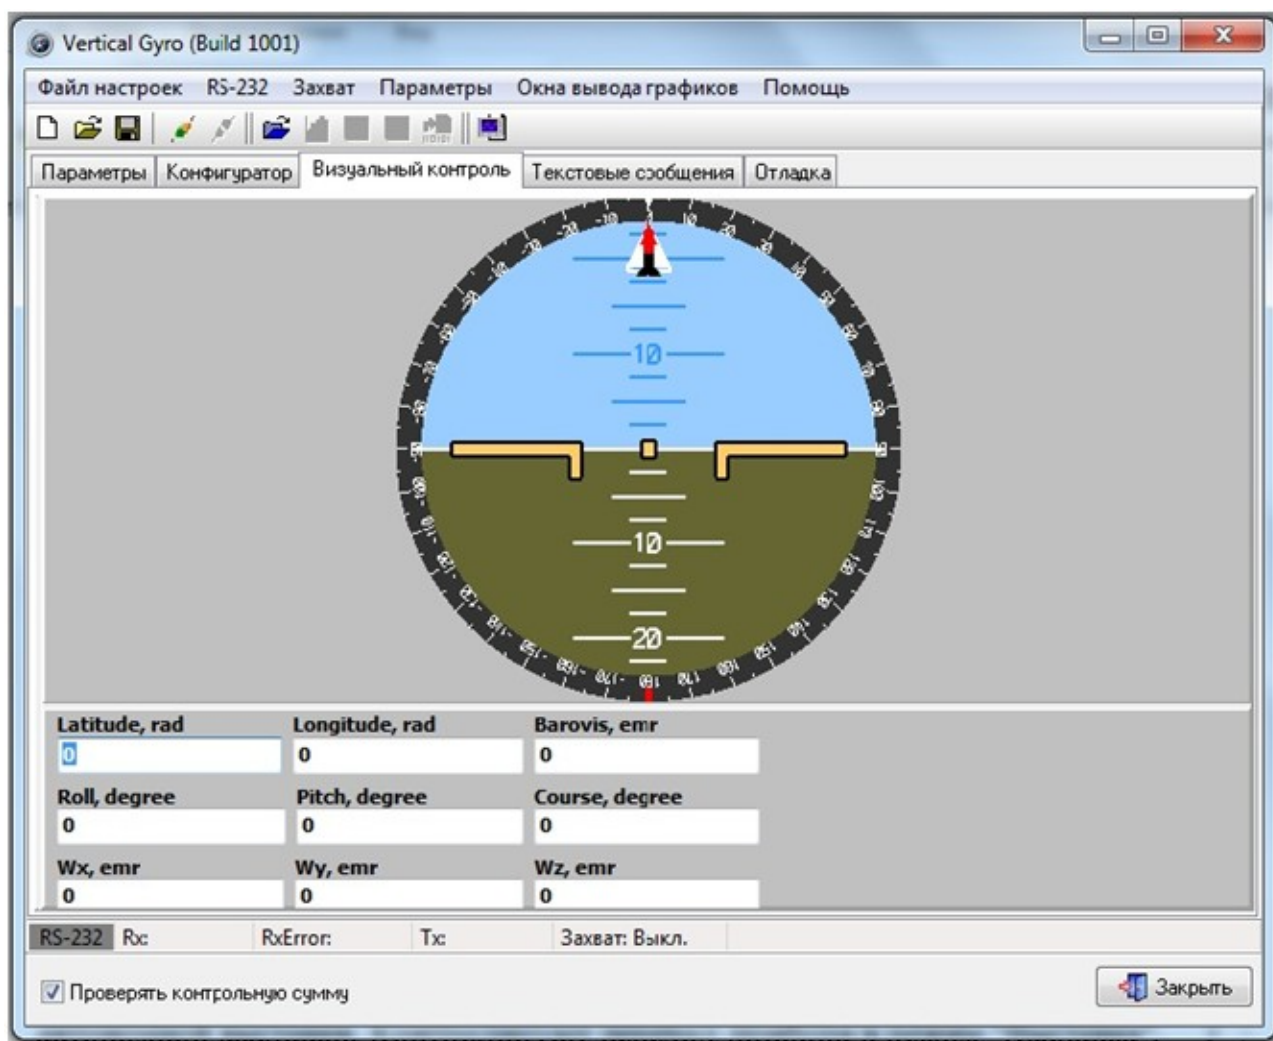 Vertical Gyro (Build 1001)
Файл настроек RS-232 Захват Параметры Окна вывода графиков Помощь
Параметры Конфигуратор Визуальный контроль Текстовые сообщения Отладка
10
10
20
Latitude, rad Longitude, rad Barovis, emr
0 0 0
Roll, degree Pitch, degree Course, degree
0 0 0
Wx, emr Wy, emr Wz, emr
0 0 0
RS-232 Rx: RxError: Tx: Захват: Выкл.
Проверять контрольную сумму Закрыть